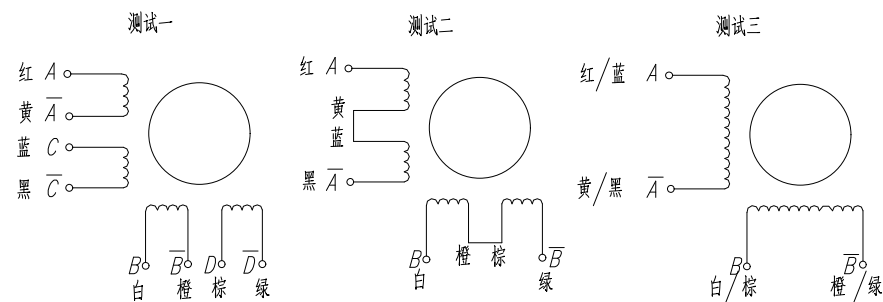 测试一
红 A
黄 A̅
蓝 C
黑 C̅
B B̅ D D̅
白 橙 棕 绿
测试二
红 A
黄
蓝
黑 A̅
B 橙 棕 B̅
白 绿
测试三
红/蓝 A
黄/黑 A̅
B B̅
白/棕 橙/绿